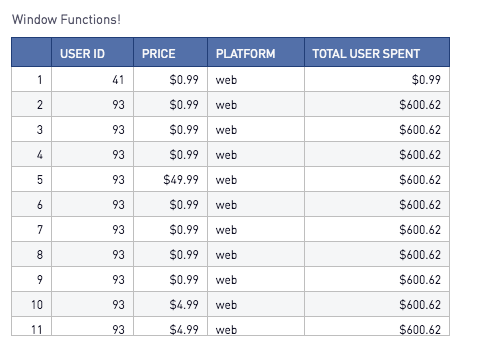 Window Functions!
USER ID PRICE PLATFORM TOTAL USER SPENT
1 41 $0.99 web $0.99
2 93 $0.99 web $600.62
3 93 $0.99 web $600.62
4 93 $0.99 web $600.62
5 93 $49.99 web $600.62
6 93 $0.99 web $600.62
7 93 $0.99 web $600.62
8 93 $0.99 web $600.62
9 93 $0.99 web $600.62
10 93 $4.99 web $600.62
11 93 $4.99 web $600.62